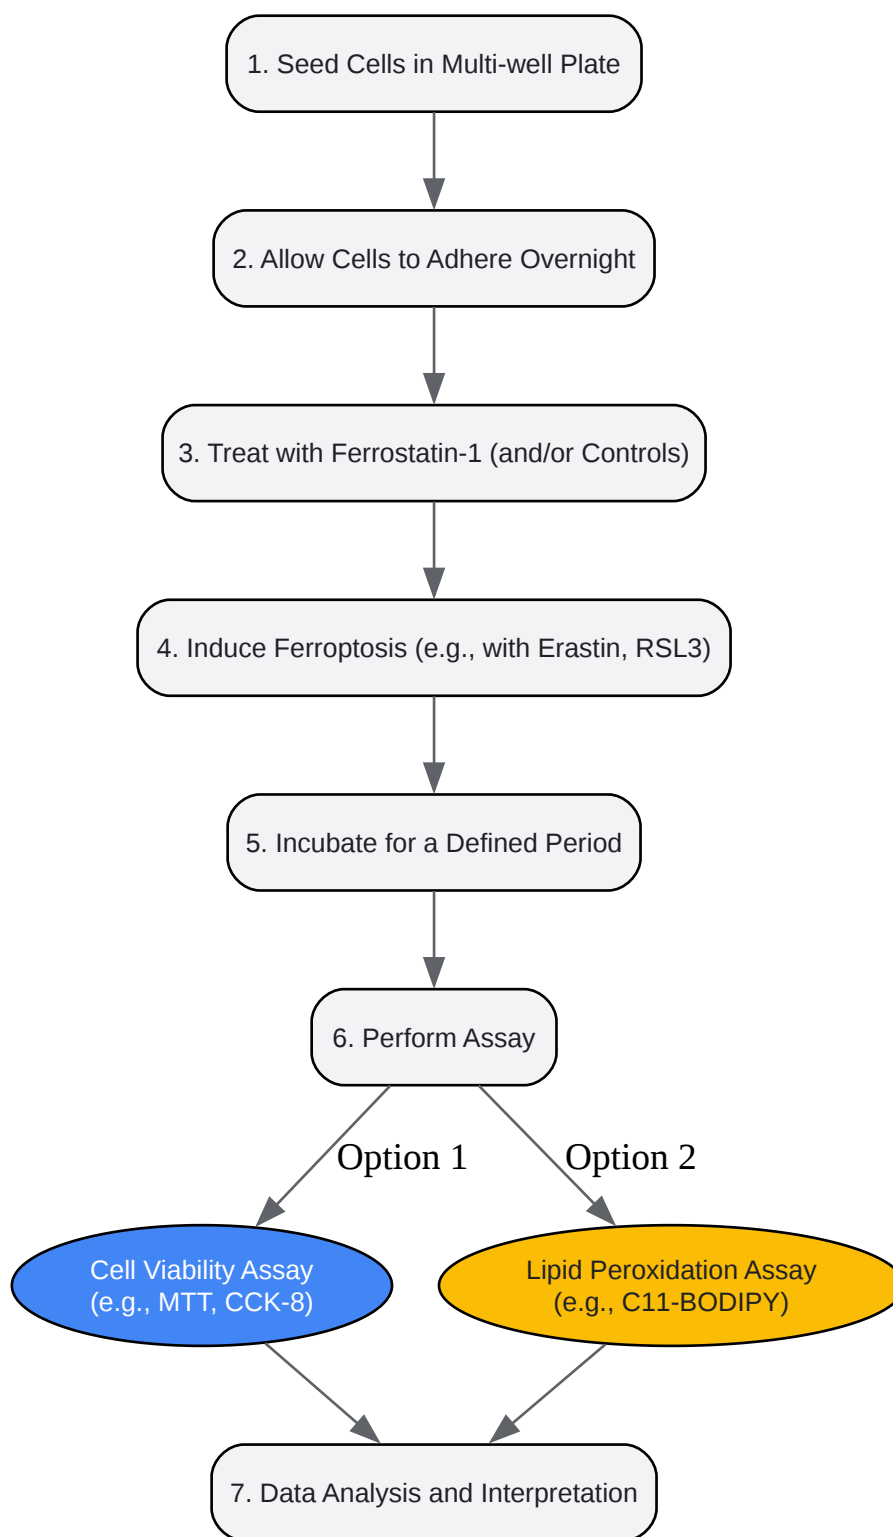 1. Seed Cells in Multi-well Plate
2. Allow Cells to Adhere Overnight
3. Treat with Ferrostatin-1 (and/or Controls)
4. Induce Ferroptosis (e.g., with Erastin, RSL3)
5. Incubate for a Defined Period
6. Perform Assay
Option 1
Option 2
Cell Viability Assay
(e.g., MTT, CCK-8)
Lipid Peroxidation Assay
(e.g., C11-BODIPY)
7. Data Analysis and Interpretation